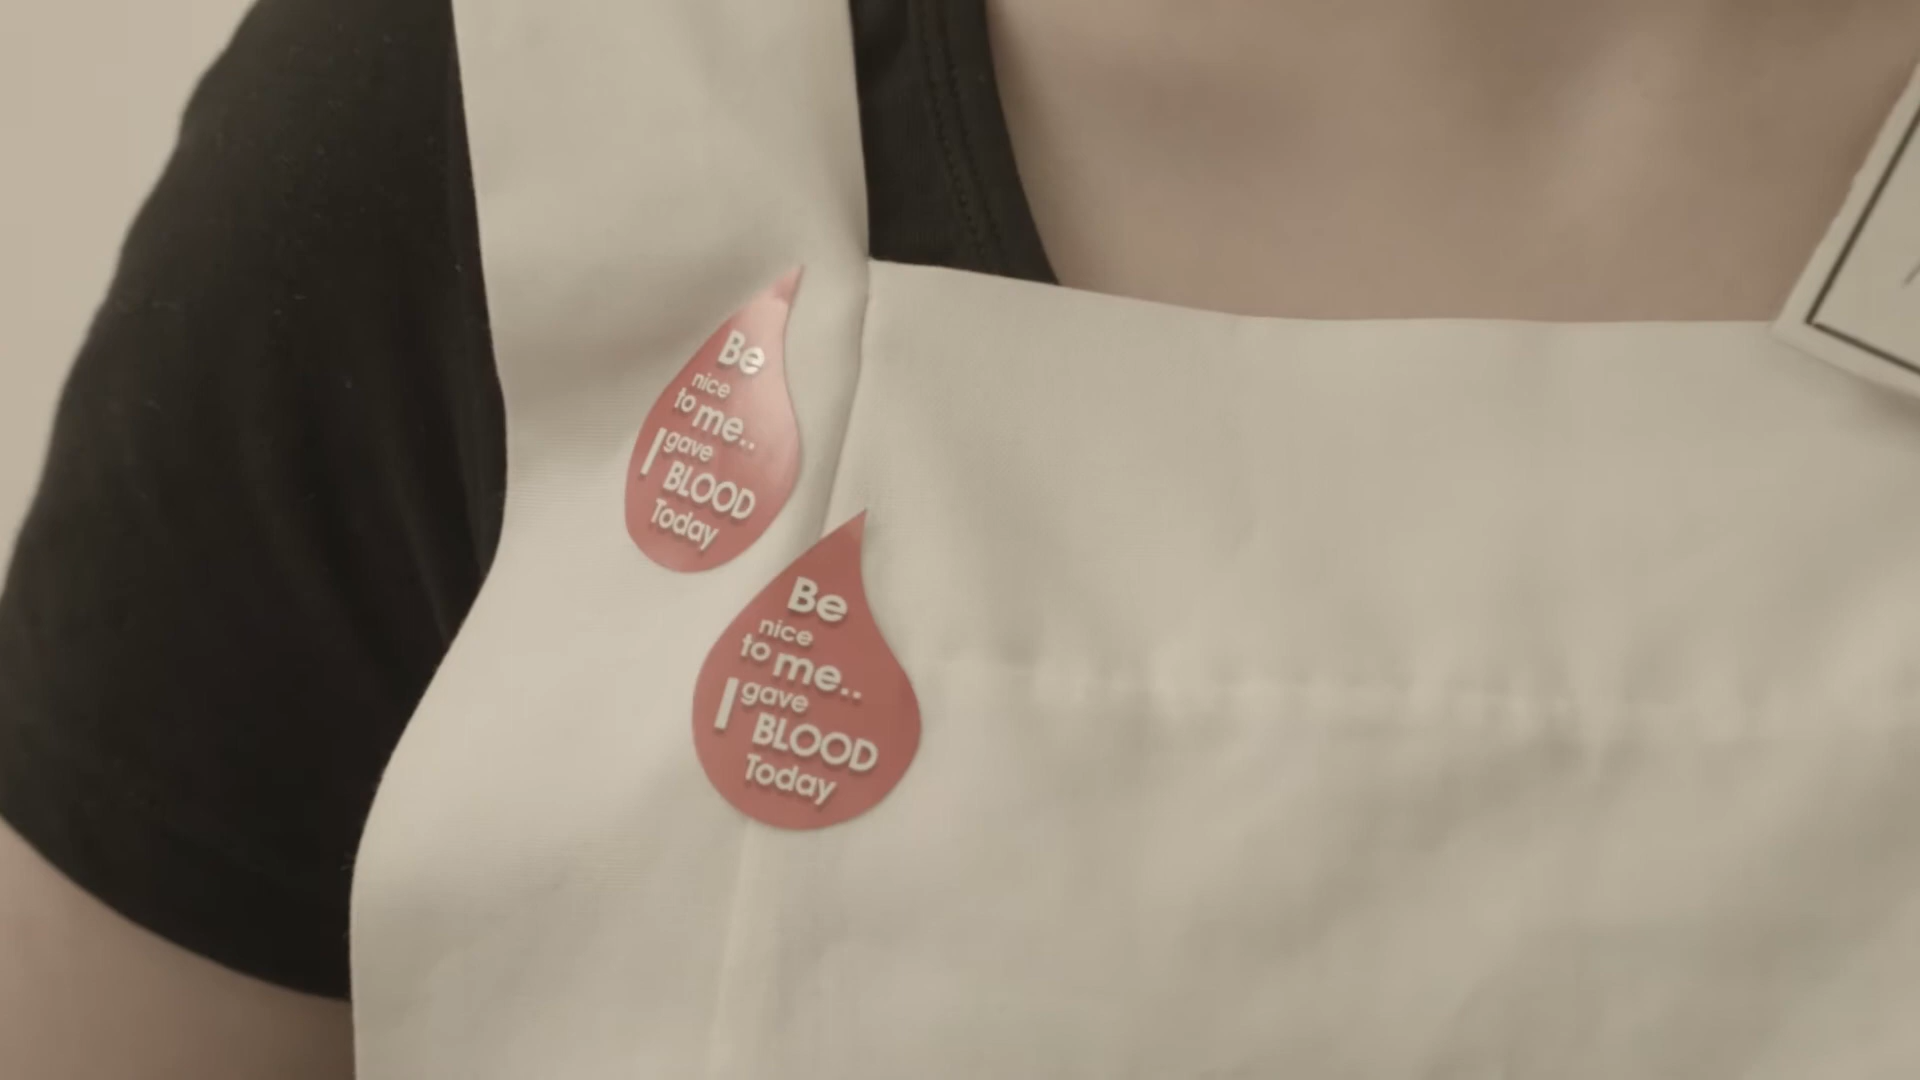 Be
nice
to me..
I gave
BLOOD
Today
Be
nice
to me..
I gave
BLOOD
Today